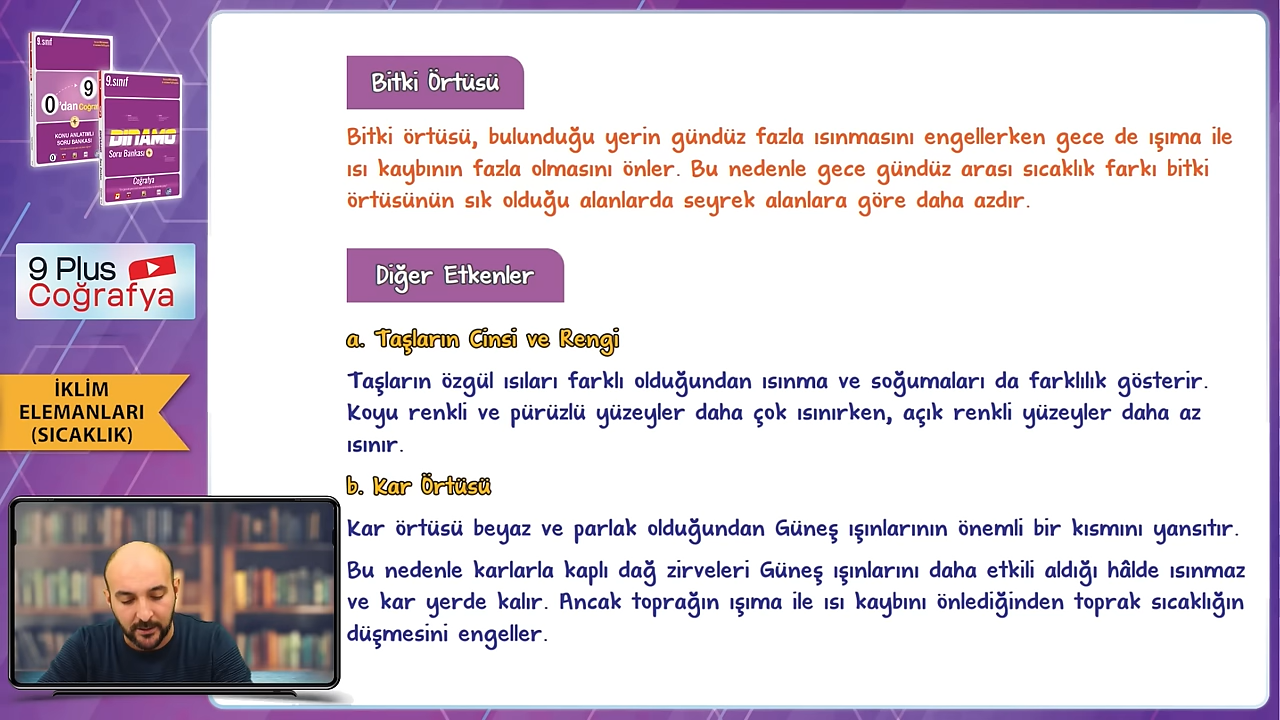 9.sınıf
0'dan
9
KONU ANLATIMLI
SORU BANKASI
9.sınıf
DİNAMO
Soru Bankası
Coğrafya
9 Plus
Coğrafya
İKLİM
ELEMANLARI
(SICAKLIK)
Bitki Örtüsü
Bitki örtüsü, bulunduğu yerin gündüz fazla ısınmasını engellerken gece de ışıma ile
ısı kaybının fazla olmasını önler. Bu nedenle gece gündüz arası sıcaklık farkı bitki
örtüsünün sık olduğu alanlarda seyrek alanlara göre daha azdır.
Diğer Etkenler
a. Taşların Cinsi ve Rengi
Taşların özgül ısıları farklı olduğundan ısınma ve soğumaları da farklılık gösterir.
Koyu renkli ve pürüzlü yüzeyler daha çok ısınırken, açık renkli yüzeyler daha az
ısınır.
b. Kar Örtüsü
Kar örtüsü beyaz ve parlak olduğundan Güneş ışınlarının önemli bir kısmını yansıtır.
Bu nedenle karlarla kaplı dağ zirveleri Güneş ışınlarını daha etkili aldığı hâlde ısınmaz
ve kar yerde kalır. Ancak toprağın ışıma ile ısı kaybını önlediğinden toprak sıcaklığın
düşmesini engeller.